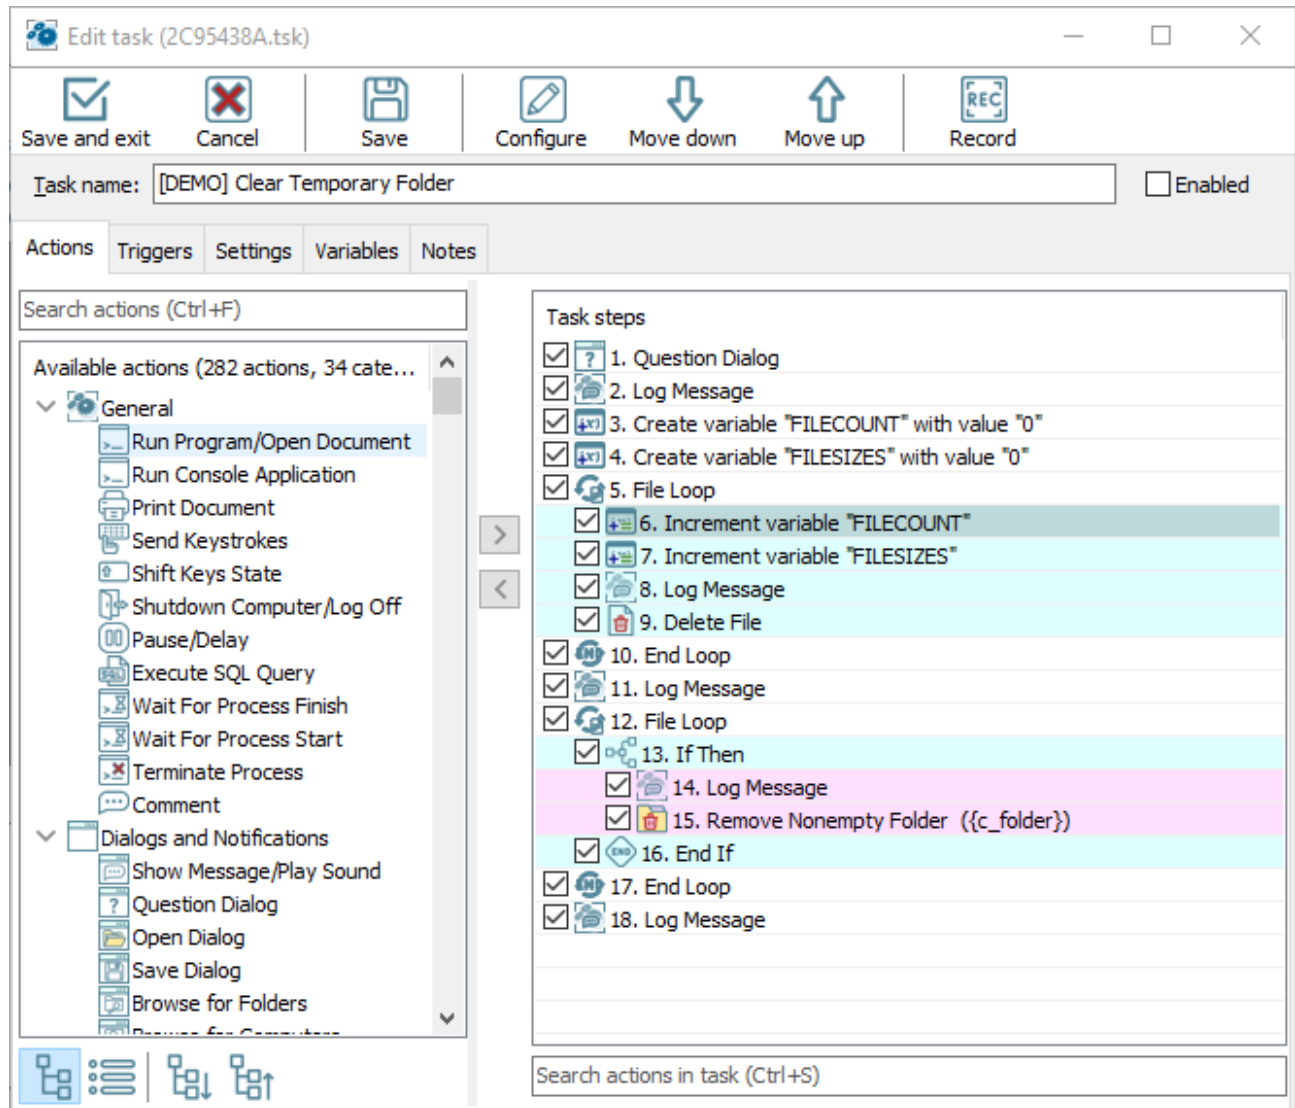 Edit task (2C95438A.tsk)
Save and exit
Cancel
Save
Configure
Move down
Move up
REC
Record
Task name:
[DEMO] Clear Temporary Folder
Enabled
Actions
Triggers
Settings
Variables
Notes
Search actions (Ctrl+F)
Available actions (282 actions, 34 cate...
General
Run Program/Open Document
Run Console Application
Print Document
Send Keystrokes
Shift Keys State
Shutdown Computer/Log Off
Pause/Delay
Execute SQL Query
Wait For Process Finish
Wait For Process Start
Terminate Process
Comment
Dialogs and Notifications
Show Message/Play Sound
Question Dialog
Open Dialog
Save Dialog
Browse for Folders
Browse for Computers
Task steps
1. Question Dialog
2. Log Message
3. Create variable "FILECOUNT" with value "0"
4. Create variable "FILESIZES" with value "0"
5. File Loop
6. Increment variable "FILECOUNT"
7. Increment variable "FILESIZES"
8. Log Message
9. Delete File
10. End Loop
11. Log Message
12. File Loop
13. If Then
14. Log Message
15. Remove Nonempty Folder ({c_folder})
16. End If
17. End Loop
18. Log Message
Search actions in task (Ctrl+S)